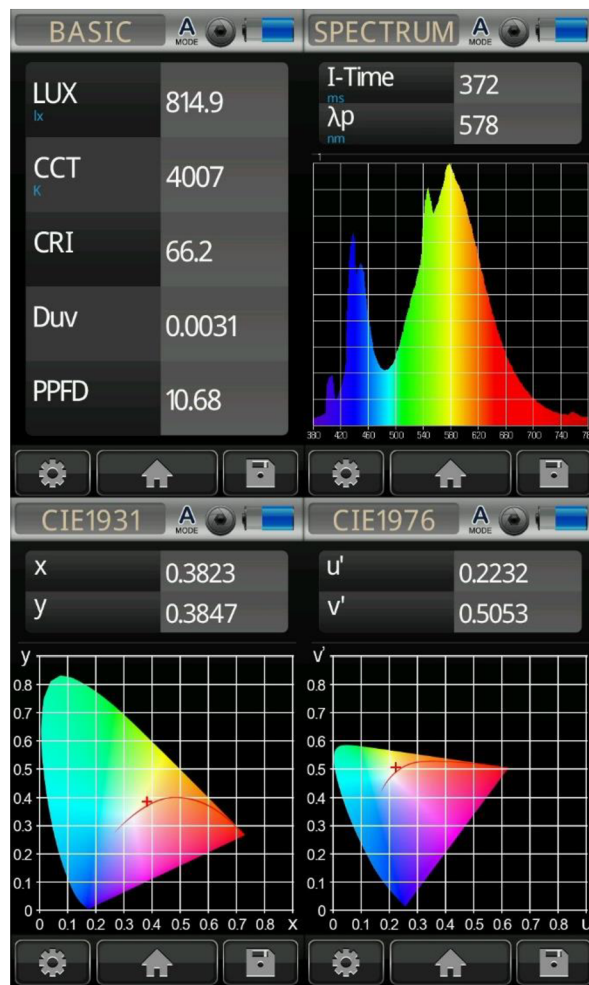 BASIC
A
MODE
LUX
lx
814.9
CCT
K
4007
CRI
66.2
Duv
0.0031
PPFD
10.68
SPECTRUM
A
MODE
I-Time
ms
372
λp
nm
578
1
380 420 460 500 540 580 620 660 700 740 78
CIE1931
A
MODE
x
0.3823
y
0.3847
y
0.8
0.7
0.6
0.5
0.4
0.3
0.2
0.1
0
0 0.1 0.2 0.3 0.4 0.5 0.6 0.7 0.8 x
CIE1976
A
MODE
u'
0.2232
v'
0.5053
v'
0.8
0.7
0.6
0.5
0.4
0.3
0.2
0.1
0
0 0.1 0.2 0.3 0.4 0.5 0.6 0.7 0.8 u